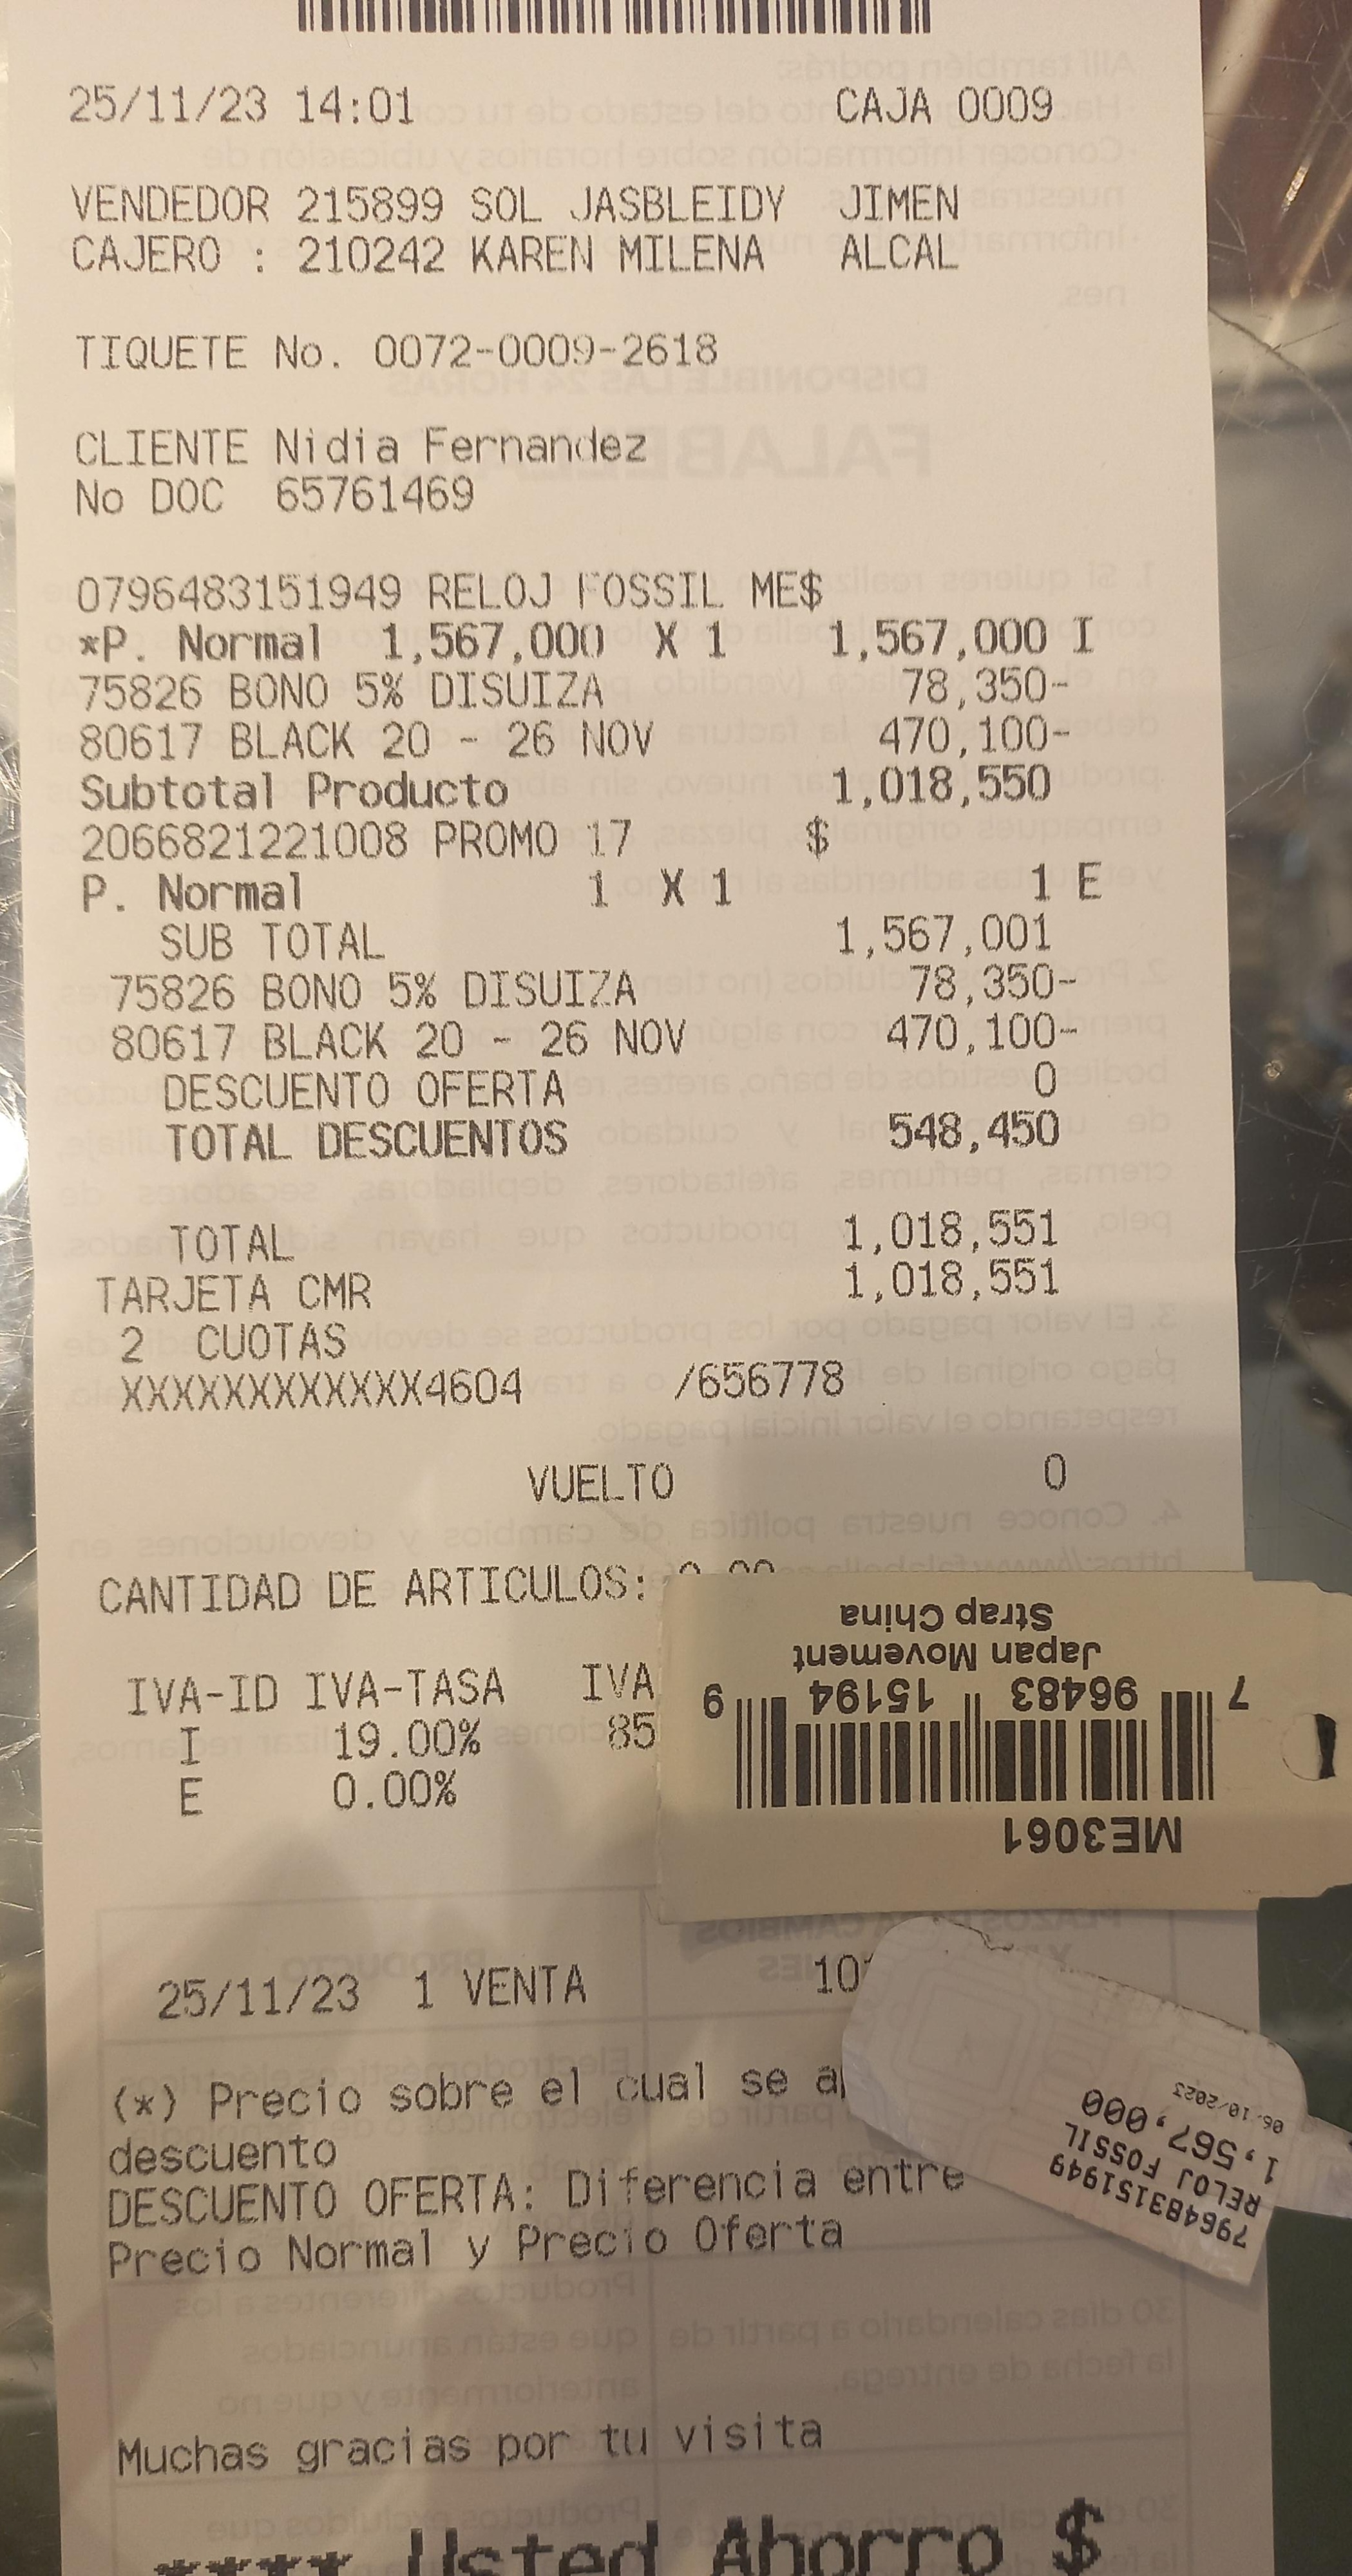 25/11/23 14:01 CAJA 0009
VENDEDOR 215899 SOL JASBLEIDY JIMEN
CAJERO : 210242 KAREN MILENA ALCAL
TIQUETE No. 0072-0009-2618
CLIENTE Nidia Fernandez
No DOC 65761469
0796483151949 RELOJ FOSSIL ME$
*P. Normal 1,567,000 X 1 1,567,000 I
75826 BONO 5% DISUIZA 78,350-
80617 BLACK 20 - 26 NOV 470,100-
Subtotal Producto 1,018,550
2066821221008 PROMO 17 $
P. Normal 1 X 1 1 E
SUB TOTAL 1,567,001
75826 BONO 5% DISUIZA 78,350-
80617 BLACK 20 - 26 NOV 470,100-
DESCUENTO OFERTA 0
TOTAL DESCUENTOS 548,450
TOTAL 1,018,551
TARJETA CMR 1,018,551
2 CUOTAS
XXXXXXXXXXXX4604 /656778
VUELTO 0
CANTIDAD DE ARTICULOS:
IVA-ID IVA-TASA IVA
I 19.00% 85
E 0.00%
ME3061
7 96483 15194 9
Japan Movement
Strap China
25/11/23 1 VENTA 10
(*) Precio sobre el cual se
descuento
DESCUENTO OFERTA: Diferencia entre
Precio Normal y Precio Oferta
796483151949
RELOJ FOSSIL
1,567,000
06/10/2023
Muchas gracias por tu visita
**** Usted Ahorro $